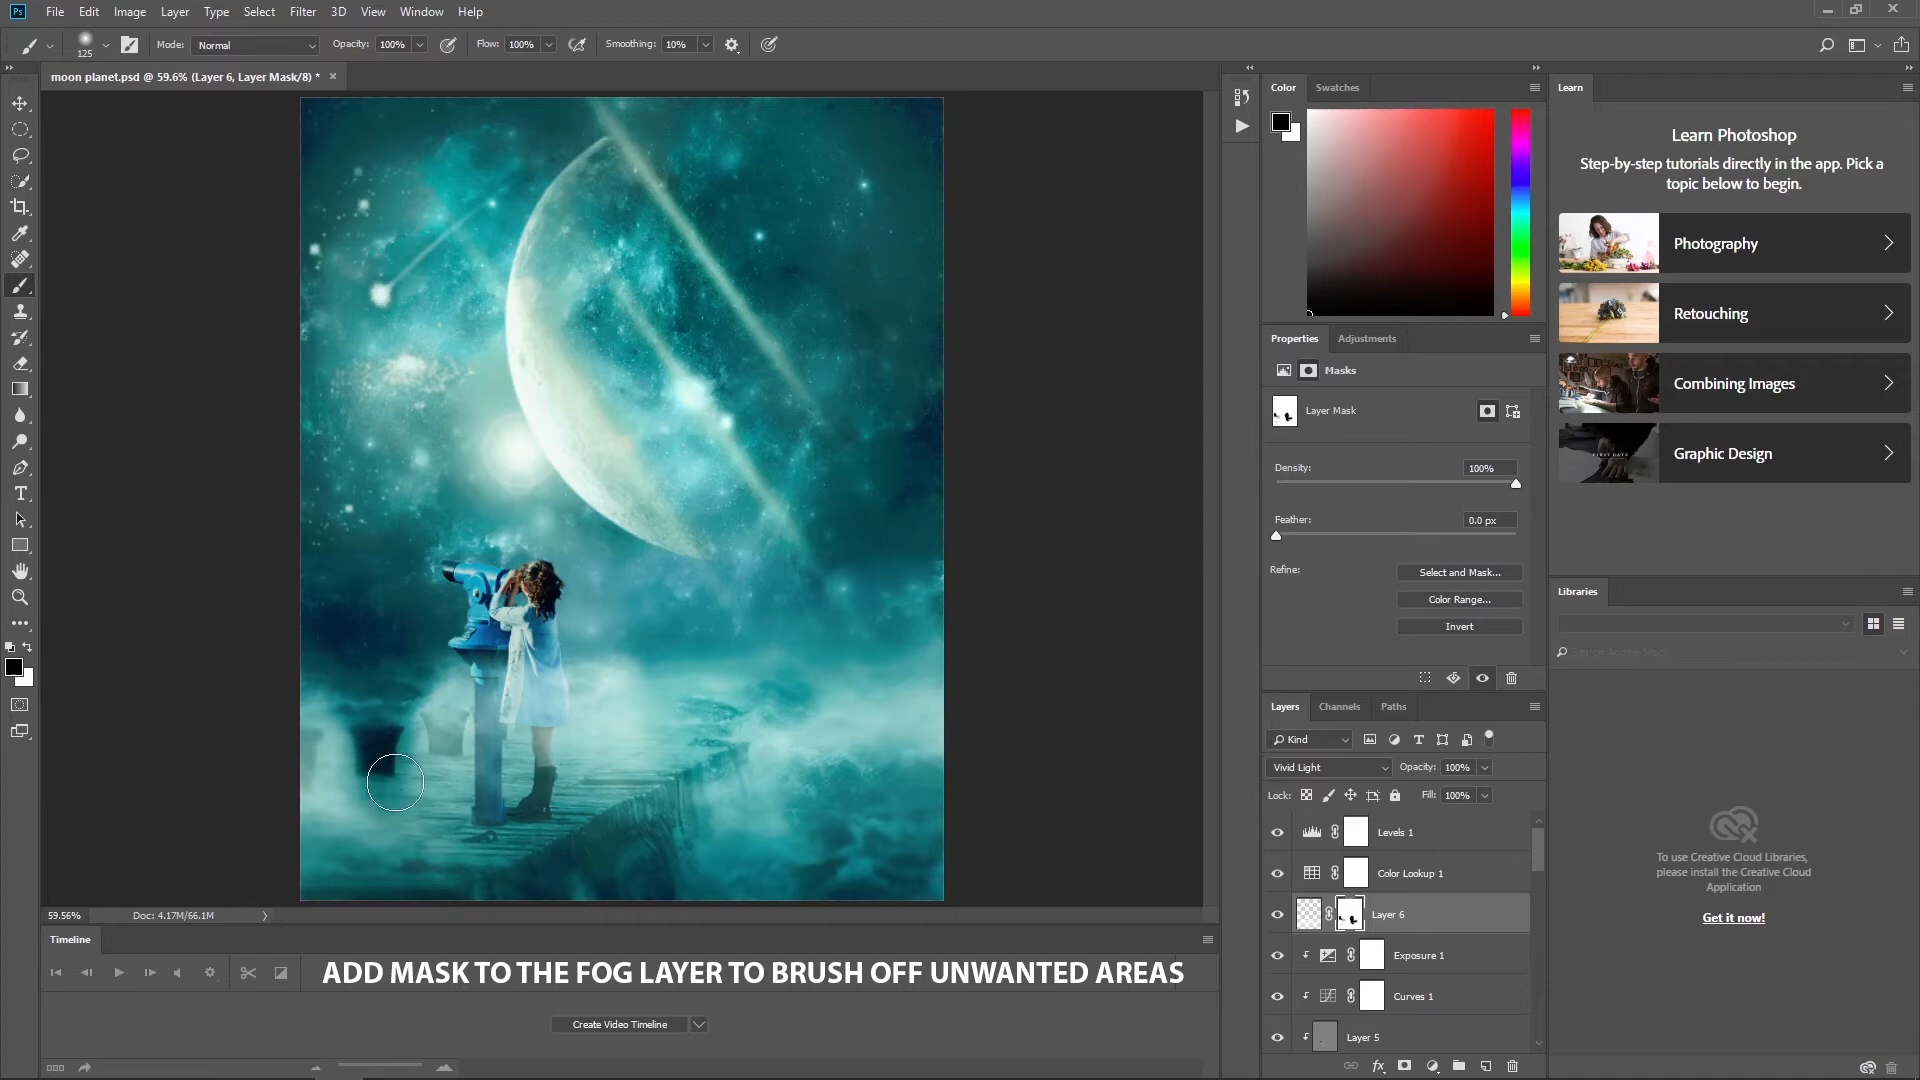 Ps File Edit Image Layer Type Select Filter 3D View Window Help
125 Mode: Normal Opacity: 100% Flow: 100% Smoothing: 10%
moon planet.psd @ 59.6% (Layer 6, Layer Mask/8) *
Color Swatches
Learn
Learn Photoshop
Step-by-step tutorials directly in the app. Pick a
topic below to begin.
Photography
Retouching
Combining Images
Graphic Design
Properties Adjustments
Masks
Layer Mask
Density: 100%
Feather: 0.0 px
Refine: Select and Mask...
Color Range...
Invert
Libraries
Search Adobe Stock
To use Creative Cloud Libraries,
please install the Creative Cloud
Application
Get it now!
Layers Channels Paths
Kind
Vivid Light Opacity: 100%
Lock: Fill: 100%
Levels 1
Color Lookup 1
Layer 6
Exposure 1
Curves 1
Layer 5
fx
59.56% Doc: 4.17M/66.1M
Timeline
ADD MASK TO THE FOG LAYER TO BRUSH OFF UNWANTED AREAS
Create Video Timeline